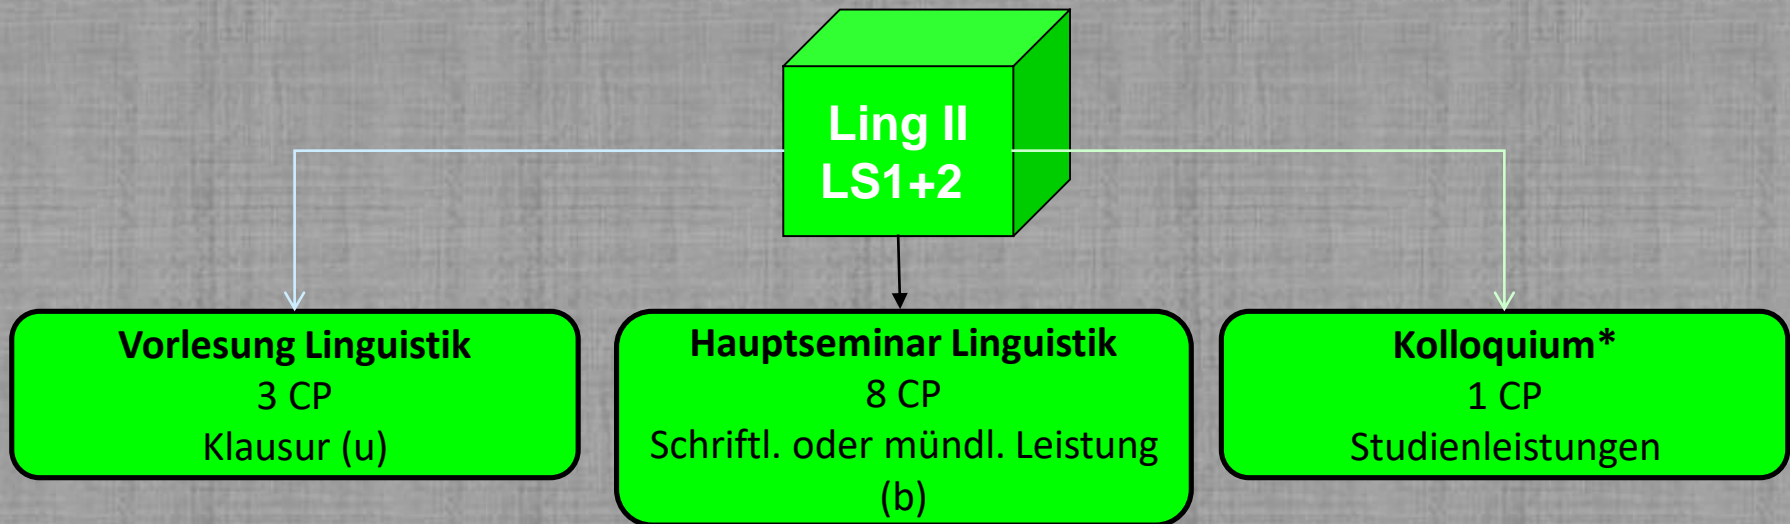 Ling II
LS1+2
Vorlesung Linguistik
3 CP
Klausur (u)
Hauptseminar Linguistik
8 CP
Schriftl. oder mündl. Leistung
(b)
Kolloquium*
1 CP
Studienleistungen